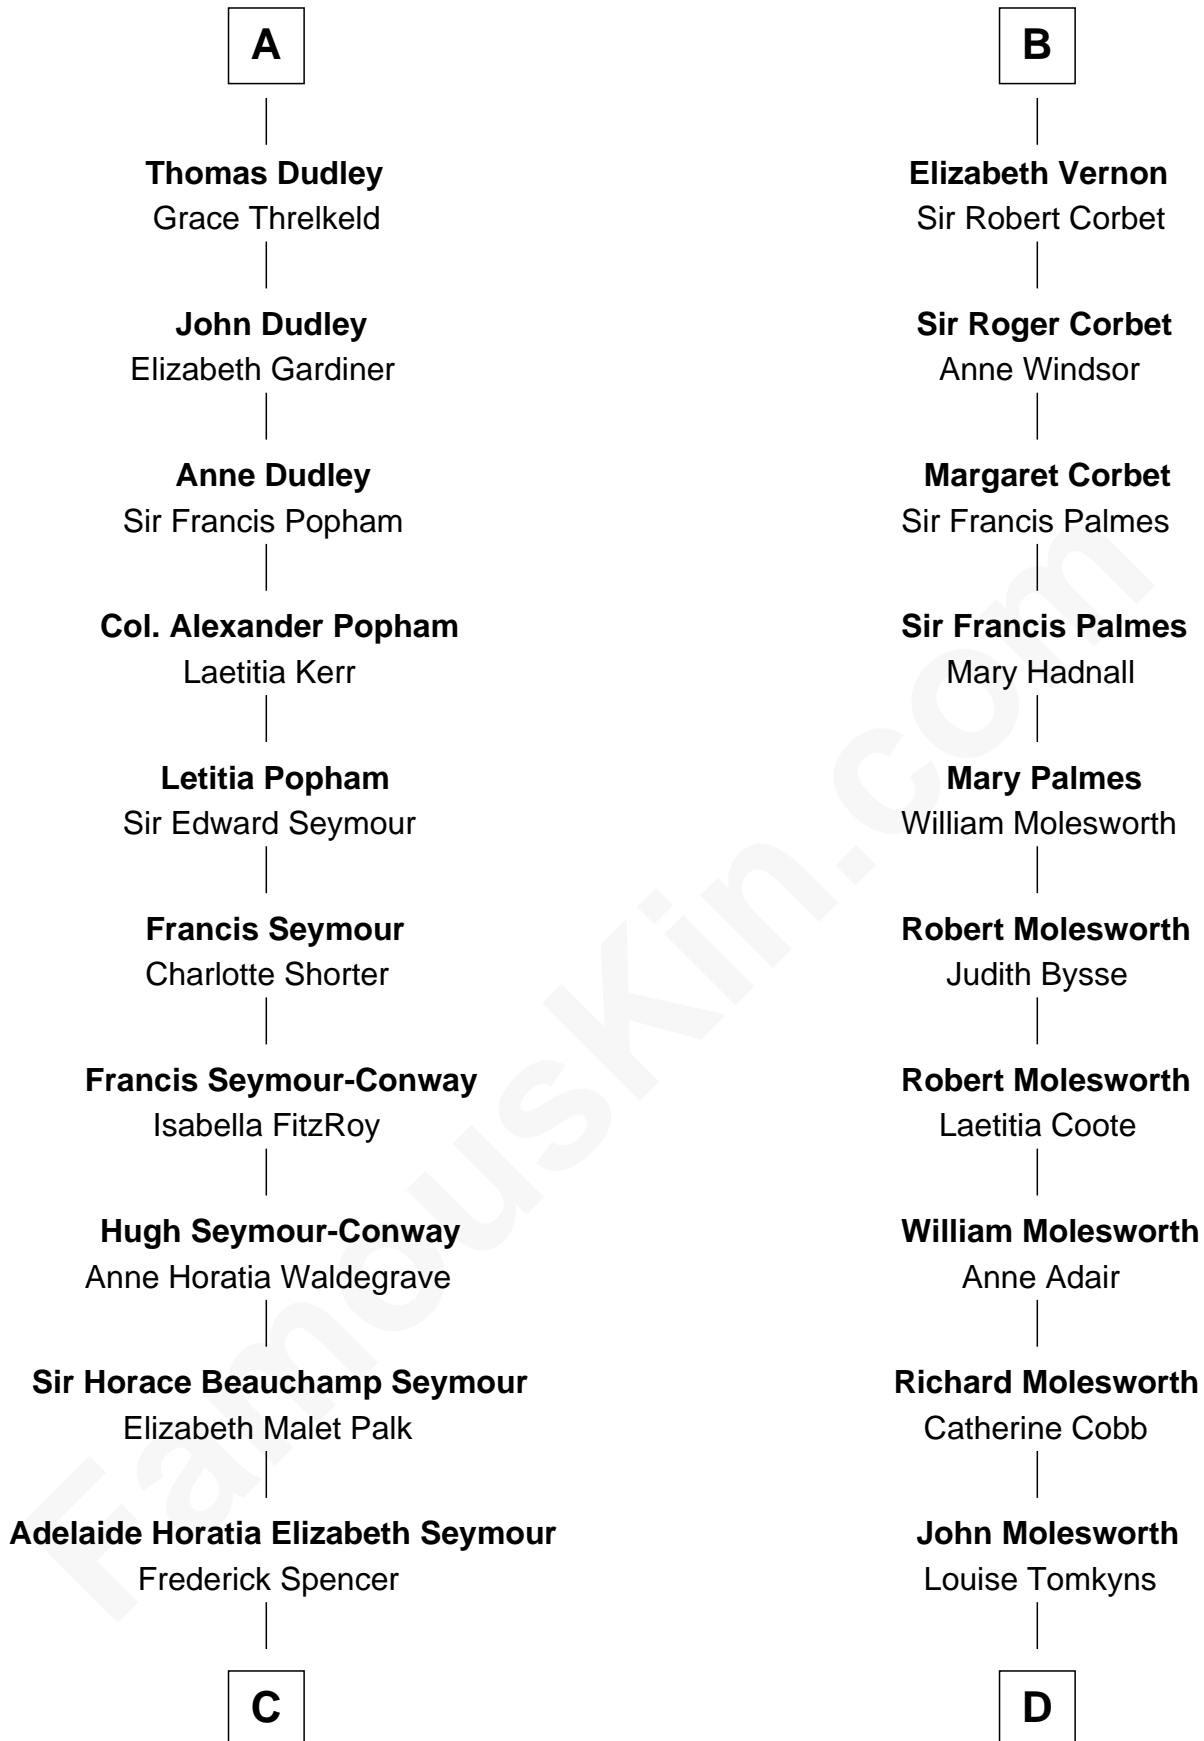 A
Thomas Dudley
Grace Threlkeld
John Dudley
Elizabeth Gardiner
Anne Dudley
Sir Francis Popham
Col. Alexander Popham
Laetitia Kerr
Letitia Popham
Sir Edward Seymour
Francis Seymour
Charlotte Shorter
Francis Seymour-Conway
Isabella FitzRoy
Hugh Seymour-Conway
Anne Horatia Waldegrave
Sir Horace Beauchamp Seymour
Elizabeth Malet Palk
Adelaide Horatia Elizabeth Seymour
Frederick Spencer
C
B
Elizabeth Vernon
Sir Robert Corbet
Sir Roger Corbet
Anne Windsor
Margaret Corbet
Sir Francis Palmes
Sir Francis Palmes
Mary Hadnall
Mary Palmes
William Molesworth
Robert Molesworth
Judith Bysse
Robert Molesworth
Laetitia Coote
William Molesworth
Anne Adair
Richard Molesworth
Catherine Cobb
John Molesworth
Louise Tomkyns
D
FamousKin.com